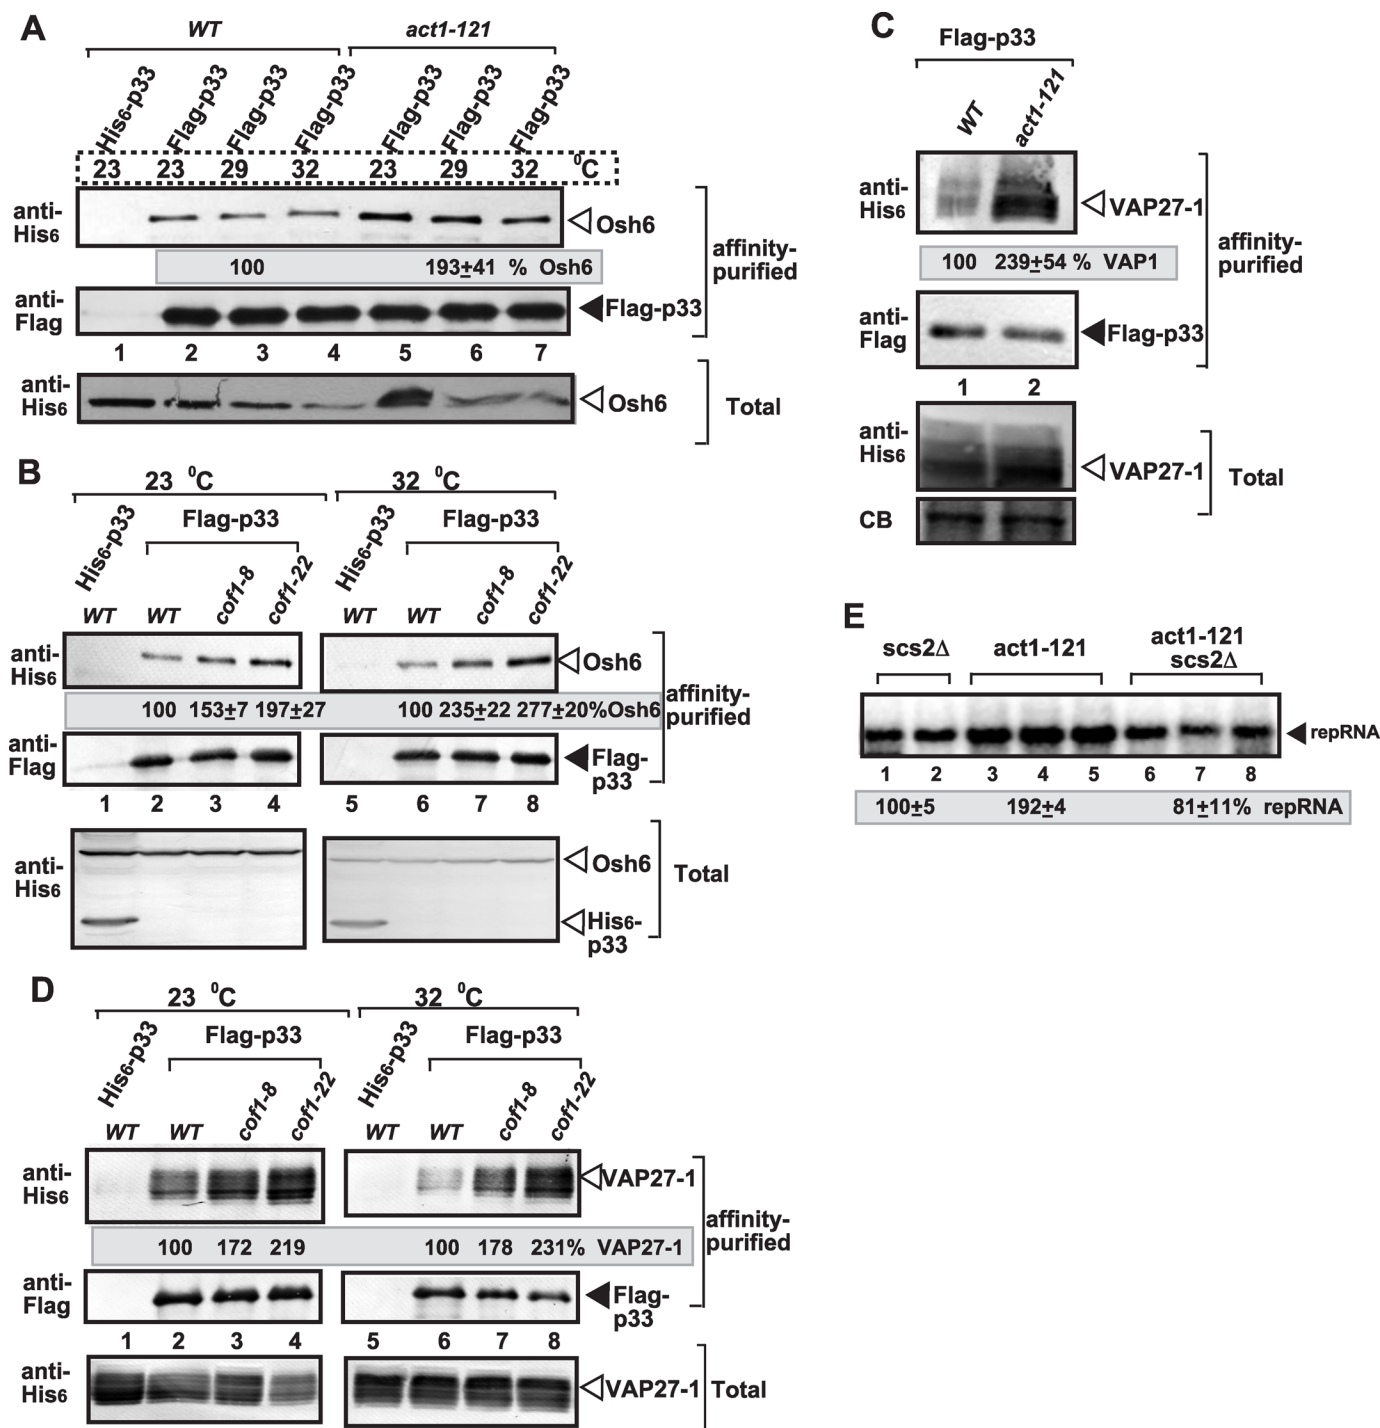 A
WT
act1-121
His6-p33
Flag-p33
Flag-p33
Flag-p33
Flag-p33
Flag-p33
Flag-p33
23 23 29 32 23 29 32 0C
anti-
His6
Osh6
100 193±41 % Osh6
affinity-
purified
anti-
Flag
Flag-p33
1 2 3 4 5 6 7
anti-
His6
Osh6
Total
B
23 0C
32 0C
His6-p33
Flag-p33
His6-p33
Flag-p33
WT WT cof1-8 cof1-22
WT WT cof1-8 cof1-22
anti-
His6
Osh6
100 153±7 197±27 100 235±22 277±20%Osh6
affinity-
purified
anti-
Flag
Flag-
p33
1 2 3 4 5 6 7 8
anti-
His6
Osh6
His6-
p33
Total
C
Flag-p33
WT
act1-121
anti-
His6
VAP27-1
100 239±54 % VAP1
affinity-
purified
anti-
Flag
Flag-p33
1 2
anti-
His6
VAP27-1
Total
CB
E
scs2Δ
act1-121
act1-121
scs2Δ
repRNA
1 2 3 4 5 6 7 8
100±5 192±4 81±11% repRNA
D
23 0C
32 0C
His6-p33
Flag-p33
His6-p33
Flag-p33
WT WT cof1-8 cof1-22
WT WT cof1-8 cof1-22
anti-
His6
VAP27-1
100 172 219 100 178 231% VAP27-1
affinity-
purified
anti-
Flag
Flag-
p33
1 2 3 4 5 6 7 8
anti-
His6
VAP27-1
Total